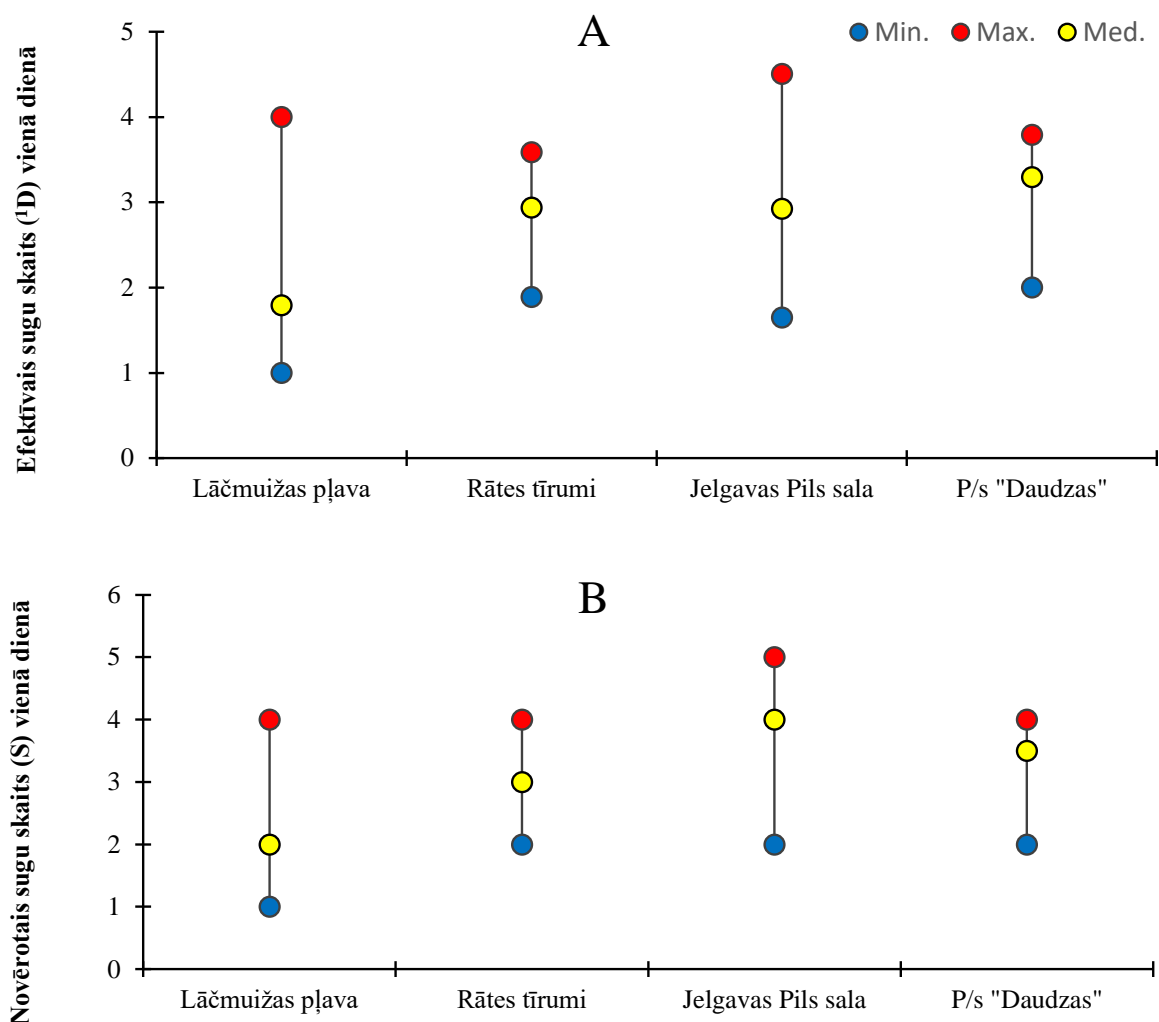 A
Min. Max. Med.
Efektīvais sugu skaits (¹D) vienā dienā
5
4
3
2
1
0
Lāčmuižas pļava Rātes tīrumi Jelgavas Pils sala P/s "Daudzas"
B
Novērotais sugu skaits (S) vienā dienā
6
5
4
3
2
1
0
Lāčmuižas pļava Rātes tīrumi Jelgavas Pils sala P/s "Daudzas"